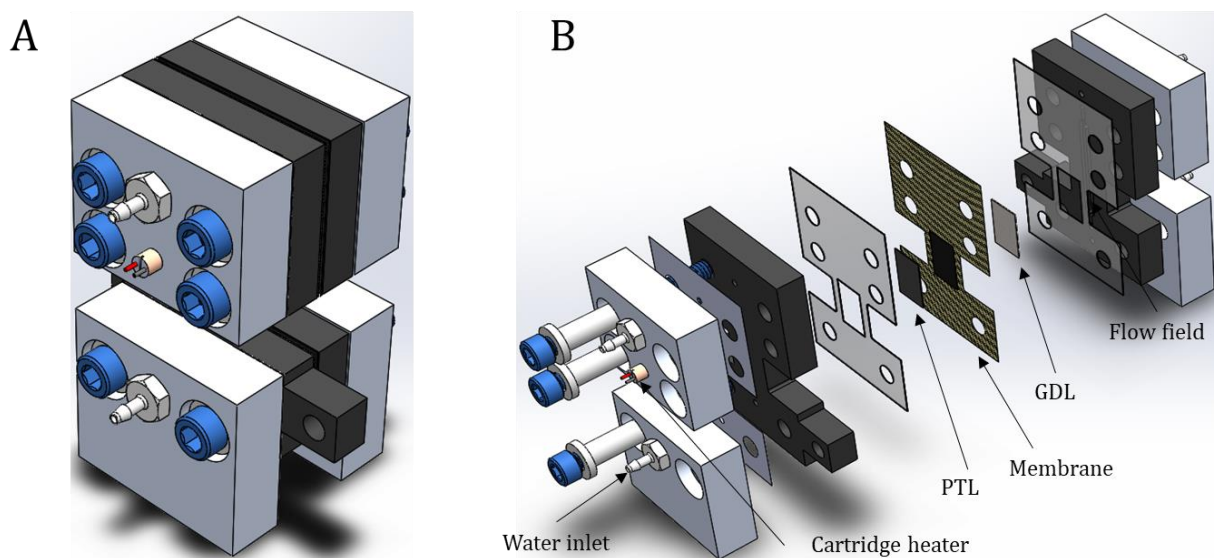 A
B
Flow field
GDL
Membrane
PTL
Cartridge heater
Water inlet